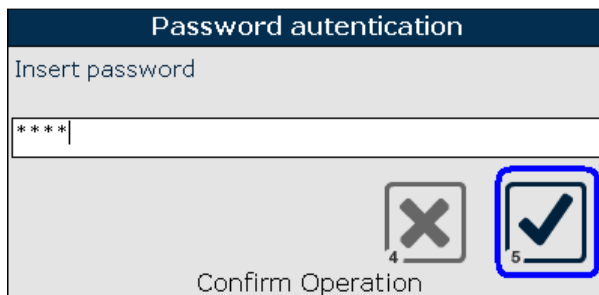 Password autentication
Insert password
****
4
5
Confirm Operation